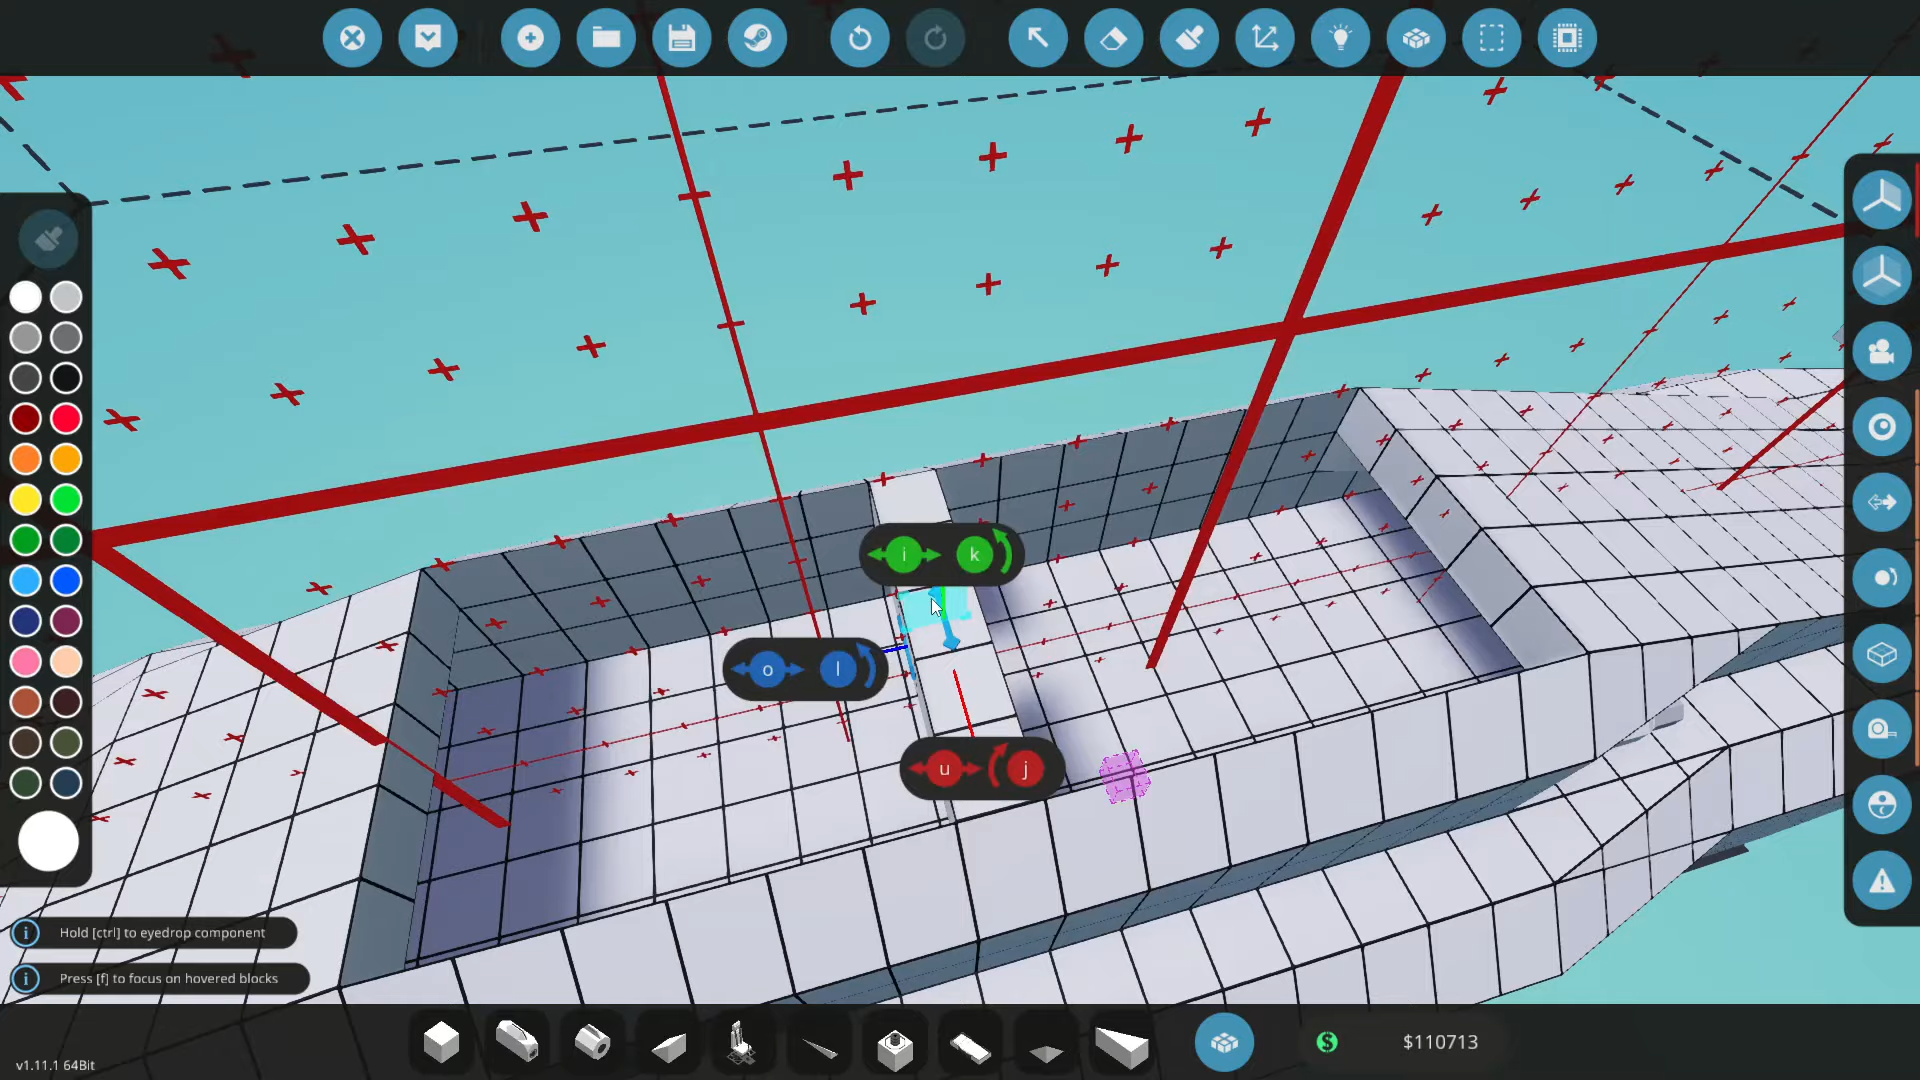 i k
o l
u j
Hold [ctrl] to eyedrop component
Press [f] to focus on hovered blocks
$ $110713
v1.11.1 64Bit